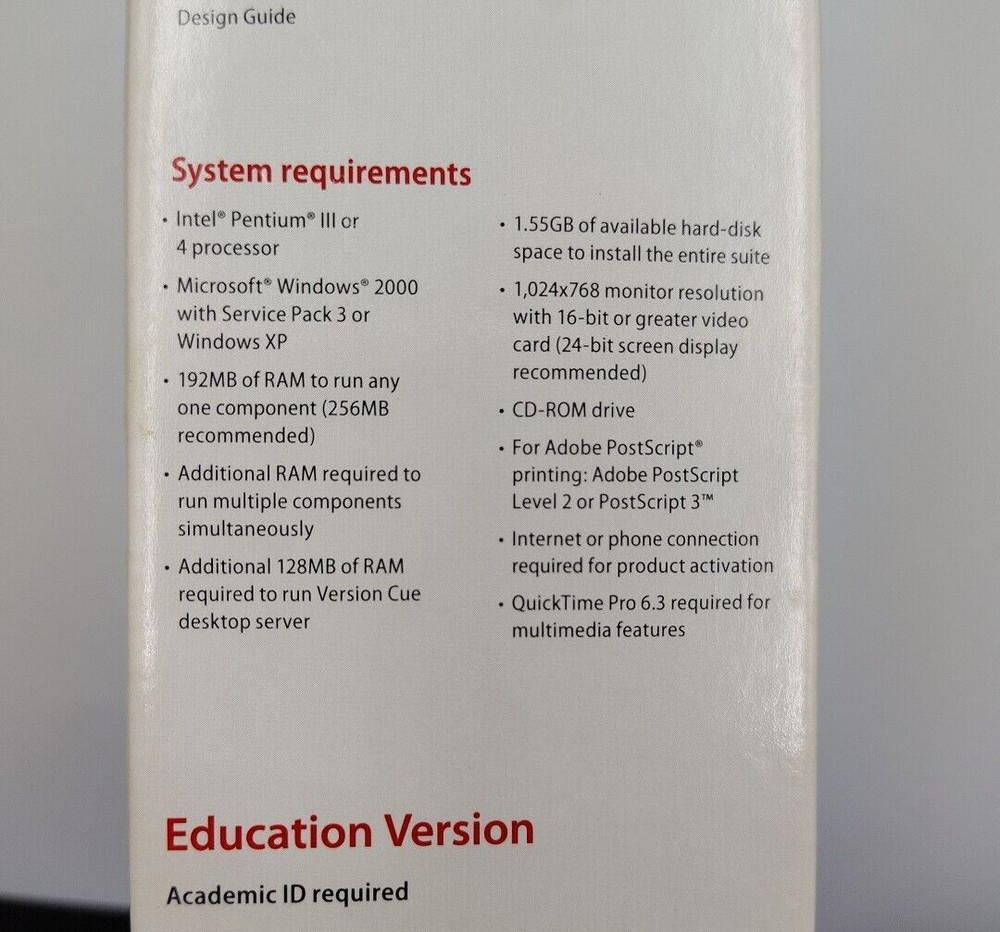 Design Guide
System requirements
• Intel® Pentium® III or
4 processor
• Microsoft® Windows® 2000
with Service Pack 3 or
Windows XP
• 192MB of RAM to run any
one component (256MB
recommended)
• Additional RAM required to
run multiple components
simultaneously
• Additional 128MB of RAM
required to run Version Cue
desktop server
• 1.55GB of available hard-disk
space to install the entire suite
• 1,024x768 monitor resolution
with 16-bit or greater video
card (24-bit screen display
recommended)
• CD-ROM drive
• For Adobe PostScript®
printing: Adobe PostScript
Level 2 or PostScript 3™
• Internet or phone connection
required for product activation
• QuickTime Pro 6.3 required for
multimedia features
Education Version
Academic ID required